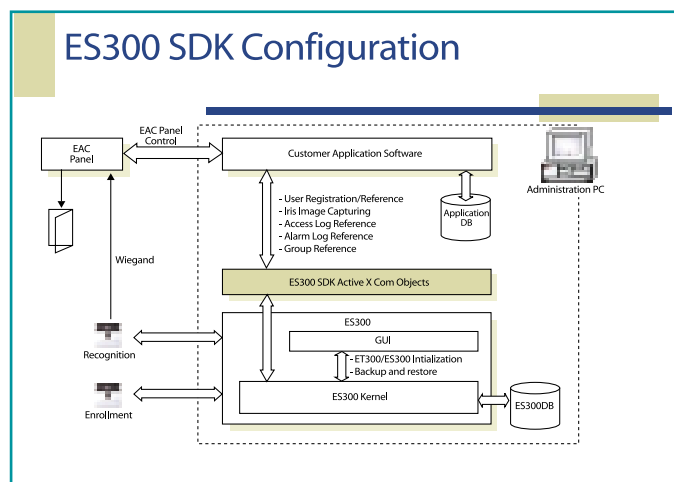 ES300 SDK Configuration
EAC Panel
Control
EAC
Panel
Customer Application Software
Administration PC
- User Registration/Reference
- Iris Image Capturing
- Access Log Reference
- Alarm Log Reference
- Group Reference
Application
DB
Wiegand
ES300 SDK Active X Com Objects
ES300
GUI
Recognition
- ET300/ES300 Intialization
- Backup and restore
ES300 Kernel
Enrollment
ES300DB